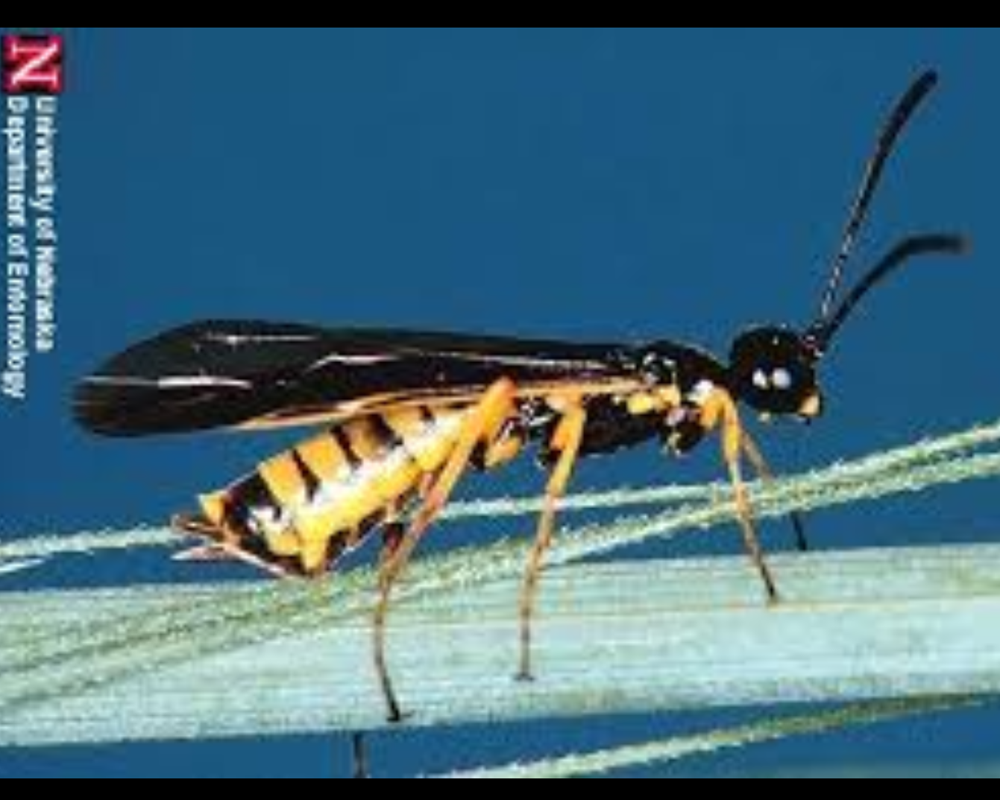 N
University of Nebraska
Department of Entomology